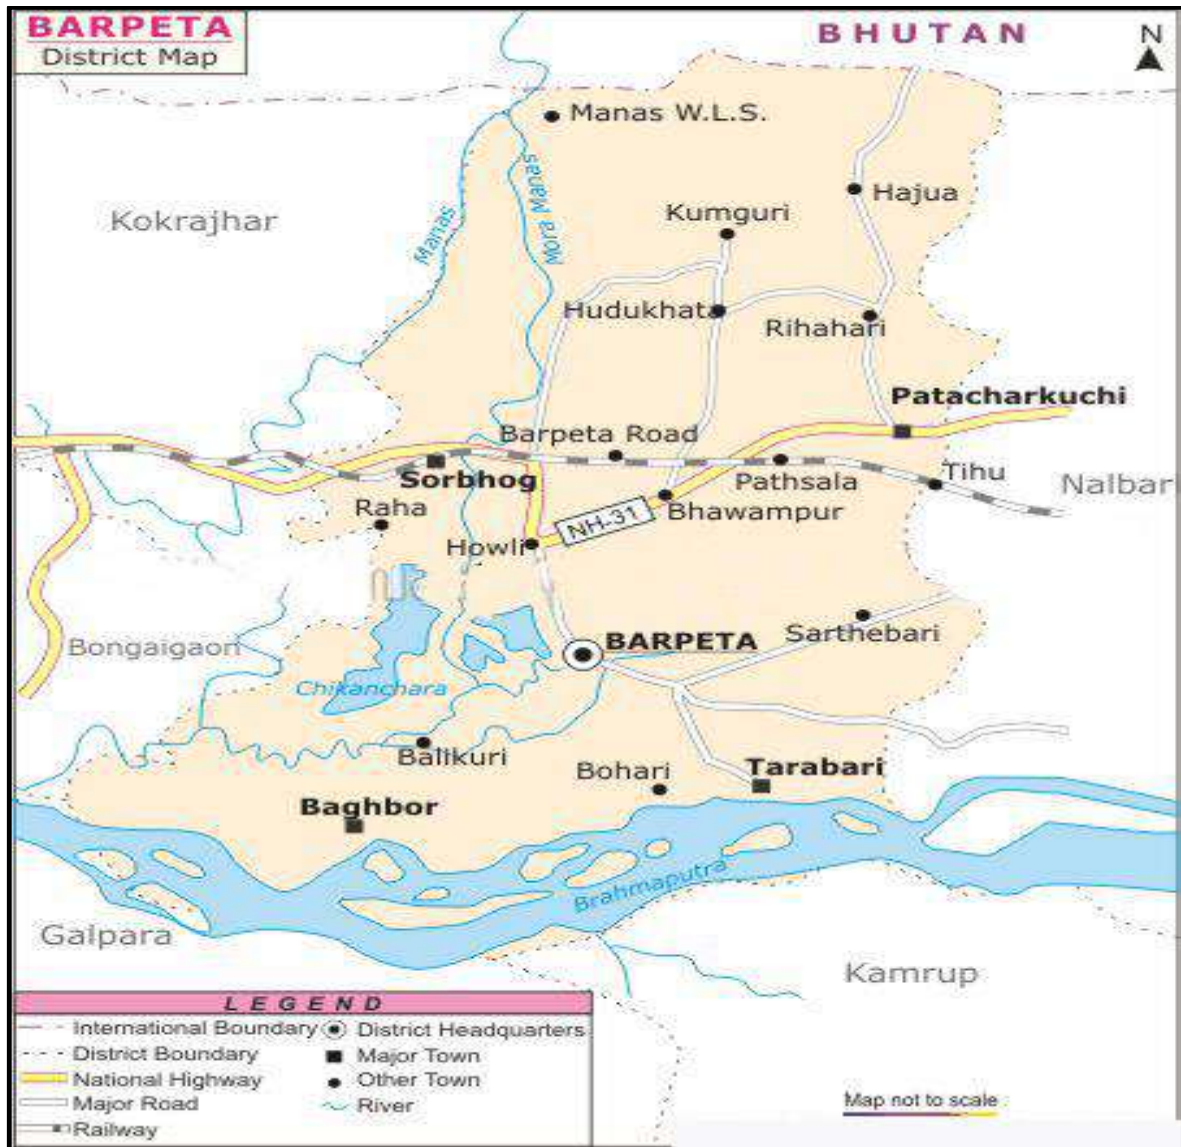 BARPETA
District Map
BHUTAN
N
Manas W.L.S.
Hajua
Kokrajhar
Manas
Mora Manas
Kumguri
Hudukhata
Rihahari
Patacharkuchi
Barpeta Road
Sorbhog
Pathsala
Tihu
Nalbari
Raha
NH-31
Bhawampur
Howli
Bongaigaon
BARPETA
Sarthebari
Chikanchara
Balikuri
Bohari
Tarabari
Baghbor
Brahmaputra
Galpara
Kamrup
LEGEND
International Boundary
District Headquarters
District Boundary
Major Town
National Highway
Other Town
Major Road
River
Railway
Map not to scale